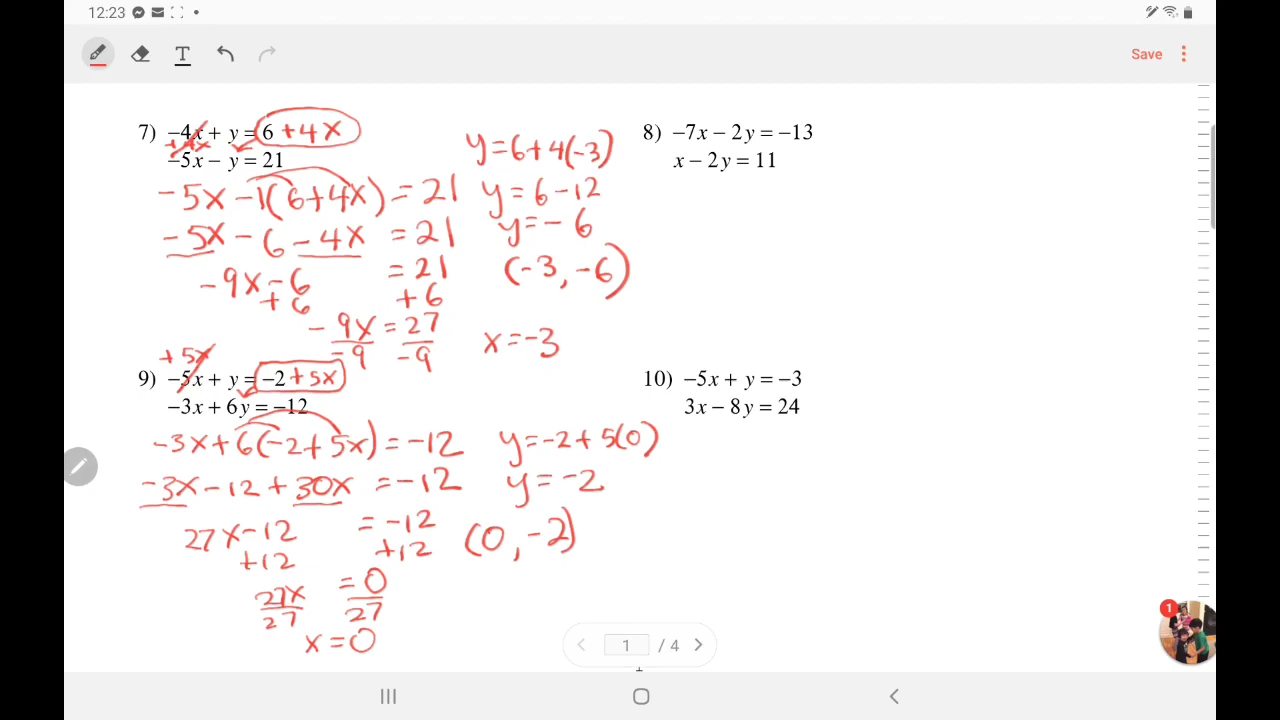 12:23
Save
7) −4x + y = 6 +4x
+4x
−5x − y = 21
-5x -1(6+4x) = 21
-5x - 6 - 4x = 21
-9x - 6 = 21
+6 +6
-9x = 27
-9 -9
x = -3
y = 6+4(-3)
y = 6 -12
y = -6
(-3, -6)
8) −7x − 2y = −13
x − 2y = 11
+5x
9) −5x + y = −2 +5x
−3x + 6y = −12
-3x+6(-2+5x) = -12
-3x -12 + 30x = -12
27x -12 = -12
+12 +12
27x = 0
27 27
x = 0
y = -2 + 5(0)
y = -2
(0, -2)
10) −5x + y = −3
3x − 8y = 24
1 / 4
1